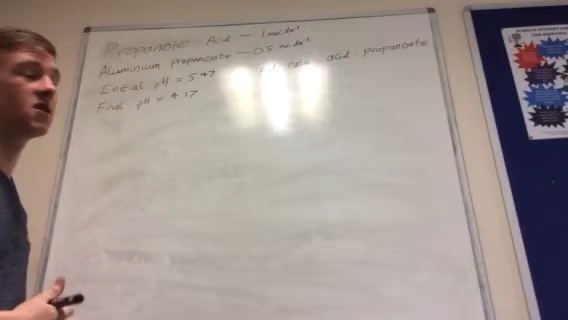 Propanoic Acid — 1 mol dm⁻³
Aluminium propanoate — 0.5 mol dm⁻³
Initial pH = 5.47 ratio acid propanoate
Final pH = 4.17